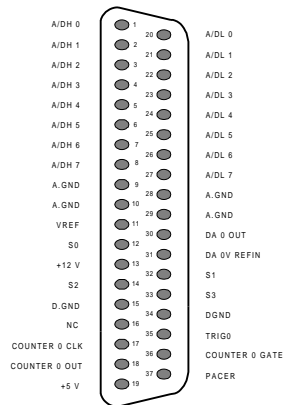 A/DH 0 1
20 A/DL 0
A/DH 1 2
21 A/DL 1
A/DH 2 3
22 A/DL 2
A/DH 3 4
23 A/DL 3
A/DH 4 5
24 A/DL 4
A/DH 5 6
25 A/DL 5
A/DH 6 7
26 A/DL 6
A/DH 7 8
27 A/DL 7
A.GND 9
28 A.GND
A.GND 10
29 A.GND
VREF 11
30 DA 0 OUT
S0 12
31 DA 0V REFIN
+12 V 13
32 S1
S2 14
33 S3
D.GND 15
34 DGND
NC 16
35 TRIG0
COUNTER 0 CLK 17
36 COUNTER 0 GATE
COUNTER 0 OUT 18
37 PACER
+5 V 19